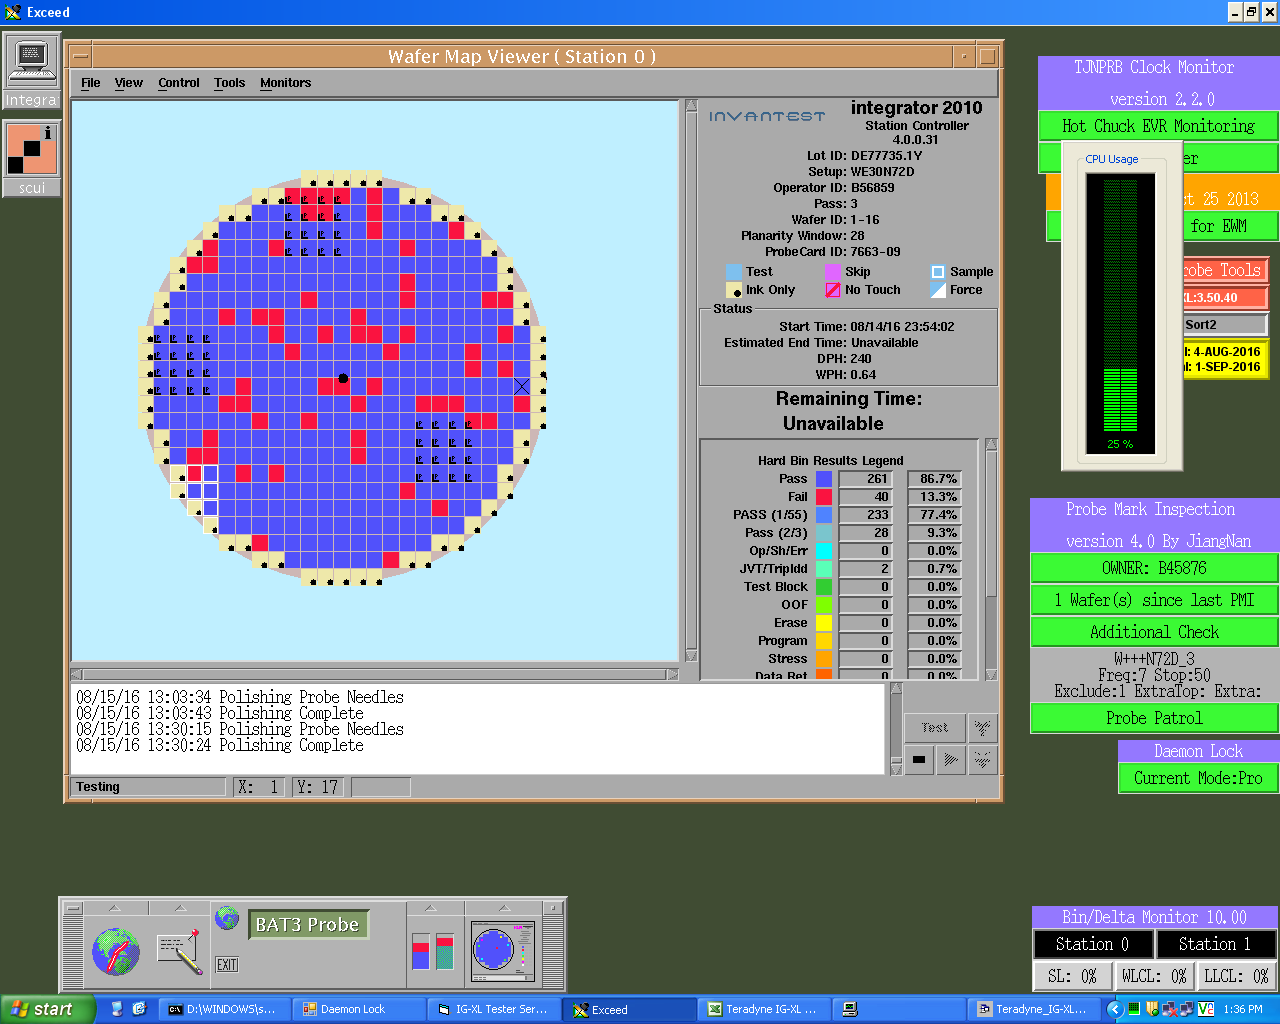 Exceed
Integra
i
scui
Wafer Map Viewer ( Station 0 )
File View Control Tools Monitors
INVANTEST
integrator 2010
Station Controller
4.0.0.31
Lot ID: DE77735.1Y
Setup: WE30N72D
Operator ID: B56859
Pass: 3
Wafer ID: 1-16
Planarity Window: 28
ProbeCard ID: 7663-09
Test Skip Sample
Ink Only No Touch Force
Status
Start Time: 08/14/16 23:54:02
Estimated End Time: Unavailable
DPH: 240
WPH: 0.64
Remaining Time:
Unavailable
Hard Bin Results Legend
Pass 261 86.7%
Fail 40 13.3%
PASS (1/55) 233 77.4%
Pass (2/3) 28 9.3%
Op/Sh/Err 0 0.0%
JVT/TripIdd 2 0.7%
Test Block 0 0.0%
OOF 0 0.0%
Erase 0 0.0%
Program 0 0.0%
Stress 0 0.0%
Data Ret 0 0.0%
08/15/16 13:03:34 Polishing Probe Needles
08/15/16 13:03:43 Polishing Complete
08/15/16 13:30:15 Polishing Probe Needles
08/15/16 13:30:24 Polishing Complete
Test
Testing X: 1 Y: 17
TJNPRB Clock Monitor
version 2.2.0
Hot Chuck EVR Monitoring
er
ct 25 2013
for EWM
CPU Usage
25 %
robe Tools
XL:3.50.40
Sort2
l: 4-AUG-2016
al: 1-SEP-2016
Probe Mark Inspection
version 4.0 By JiangNan
OWNER: B45876
1 Wafer(s) since last PMI
Additional Check
W+++N72D_3
Freq:7 Stop:50
Exclude:1 ExtraTop: Extra:
Probe Patrol
Daemon Lock
Current Mode:Pro
BAT3 Probe
EXIT
Bin/Delta Monitor 10.00
Station 0 Station 1
SL: 0% WLCL: 0% LLCL: 0%
start
D:\WINDOWS\s...
Daemon Lock
IG-XL Tester Ser...
Exceed
Teradyne IG-XL ...
Teradyne_IG-XL...
1:36 PM